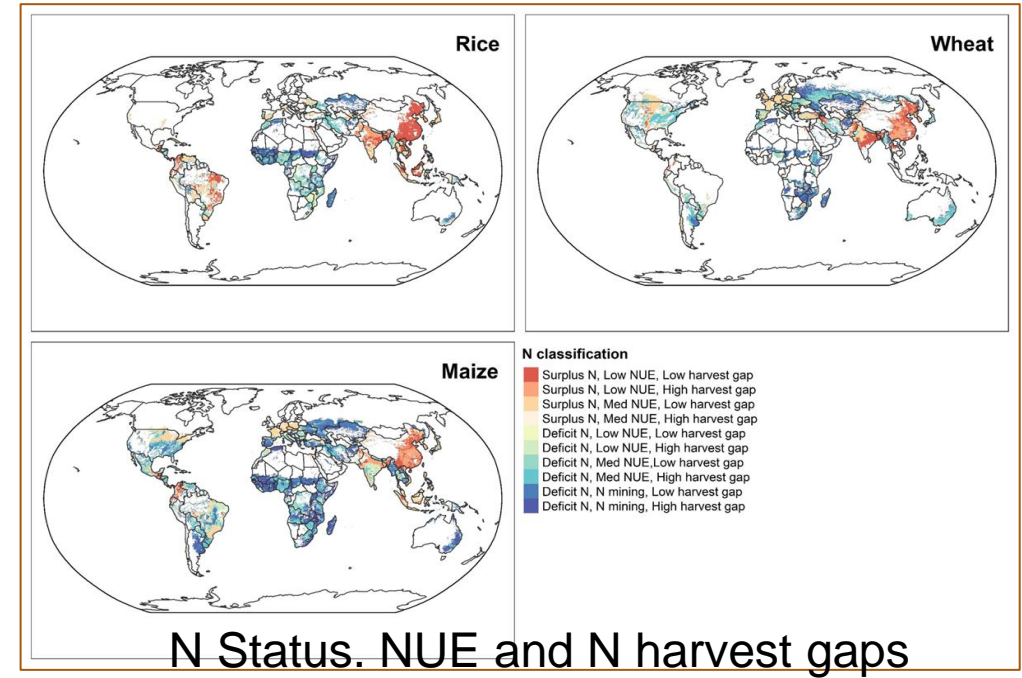 Rice
Wheat
Maize
N classification
Surplus N, Low NUE, Low harvest gap
Surplus N, Low NUE, High harvest gap
Surplus N, Med NUE, Low harvest gap
Surplus N, Med NUE, High harvest gap
Deficit N, Low NUE, Low harvest gap
Deficit N, Low NUE, High harvest gap
Deficit N, Med NUE,Low harvest gap
Deficit N, Med NUE, High harvest gap
Deficit N, N mining, Low harvest gap
Deficit N, N mining, High harvest gap
N Status. NUE and N harvest gaps